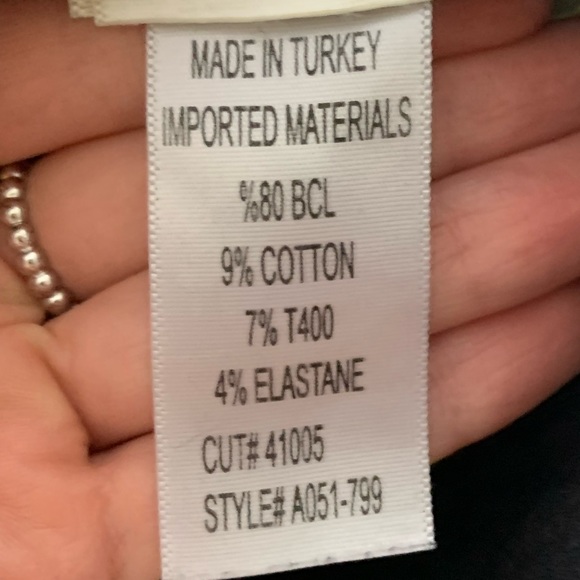 MADE IN TURKEY
IMPORTED MATERIALS
%80 BCL
9% COTTON
7% T400
4% ELASTANE
CUT# 41005
STYLE# A051-799